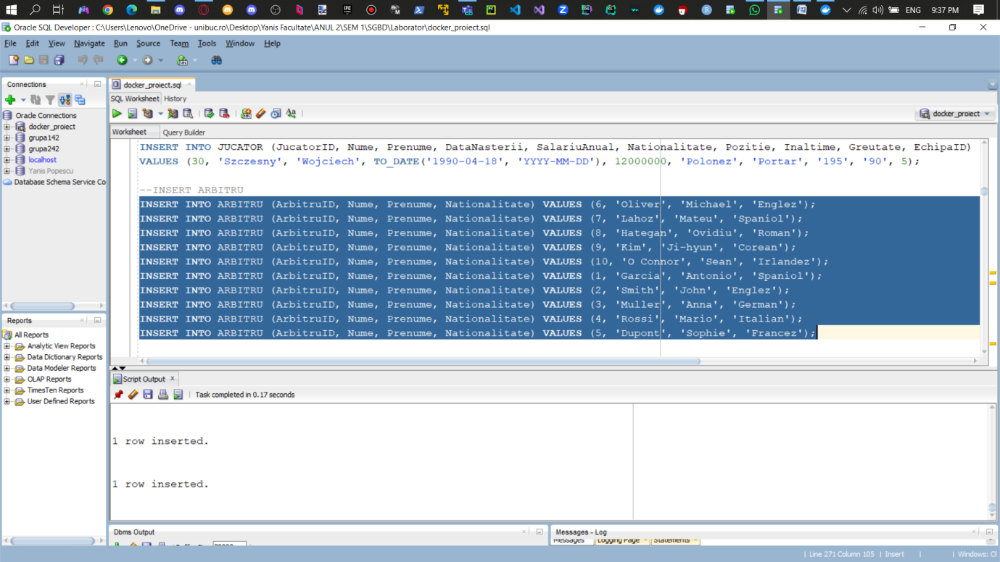 ENG 9:37 PM
Oracle SQL Developer : C:\Users\Lenovo\OneDrive - unibuc.ro\Desktop\Yanis Facultate\ANUL 2\SEM 1\SGBD\Laborator\docker_proiect.sql
File Edit View Navigate Run Source Team Tools Window Help
Connections
docker_proiect.sql
SQL Worksheet History
Oracle Connections
docker_proiect
grupa142
grupa242
localhost
Yanis Popescu
Database Schema Service Co
docker_proiect
Worksheet Query Builder
INSERT INTO JUCATOR (JucatorID, Nume, Prenume, DataNasterii, SalariuAnual, Nationalitate, Pozitie, Inaltime, Greutate, EchipaID)
VALUES (30, 'Szczesny', 'Wojciech', TO_DATE('1990-04-18', 'YYYY-MM-DD'), 12000000, 'Polonez', 'Portar', '195', '90', 5);
--INSERT ARBITRU
INSERT INTO ARBITRU (ArbitruID, Nume, Prenume, Nationalitate) VALUES (6, 'Oliver', 'Michael', 'Englez');
INSERT INTO ARBITRU (ArbitruID, Nume, Prenume, Nationalitate) VALUES (7, 'Lahoz', 'Mateu', 'Spaniol');
INSERT INTO ARBITRU (ArbitruID, Nume, Prenume, Nationalitate) VALUES (8, 'Hategan', 'Ovidiu', 'Roman');
INSERT INTO ARBITRU (ArbitruID, Nume, Prenume, Nationalitate) VALUES (9, 'Kim', 'Ji-hyun', 'Corean');
INSERT INTO ARBITRU (ArbitruID, Nume, Prenume, Nationalitate) VALUES (10, 'O Connor', 'Sean', 'Irlandez');
INSERT INTO ARBITRU (ArbitruID, Nume, Prenume, Nationalitate) VALUES (1, 'Garcia', 'Antonio', 'Spaniol');
INSERT INTO ARBITRU (ArbitruID, Nume, Prenume, Nationalitate) VALUES (2, 'Smith', 'John', 'Englez');
INSERT INTO ARBITRU (ArbitruID, Nume, Prenume, Nationalitate) VALUES (3, 'Muller', 'Anna', 'German');
INSERT INTO ARBITRU (ArbitruID, Nume, Prenume, Nationalitate) VALUES (4, 'Rossi', 'Mario', 'Italian');
INSERT INTO ARBITRU (ArbitruID, Nume, Prenume, Nationalitate) VALUES (5, 'Dupont', 'Sophie', 'Francez');
Reports
All Reports
Analytic View Reports
Data Dictionary Reports
Data Modeler Reports
OLAP Reports
TimesTen Reports
User Defined Reports
Script Output
Task completed in 0.17 seconds
1 row inserted.
1 row inserted.
Dbms Output
Messages - Log
Messages Logging Page Statements
Line 271 Column 105 Insert Windows: CF